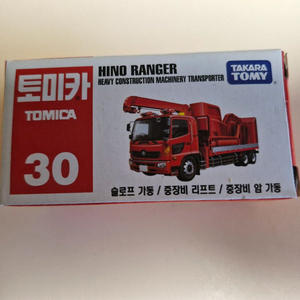 토미카
TOMICA
30
HINO RANGER
HEAVY CONSTRUCTION MACHINERY TRANSPORTER
TAKARA
TOMY
슬로프 가동 / 중장비 리프트 / 중장비 암 가동